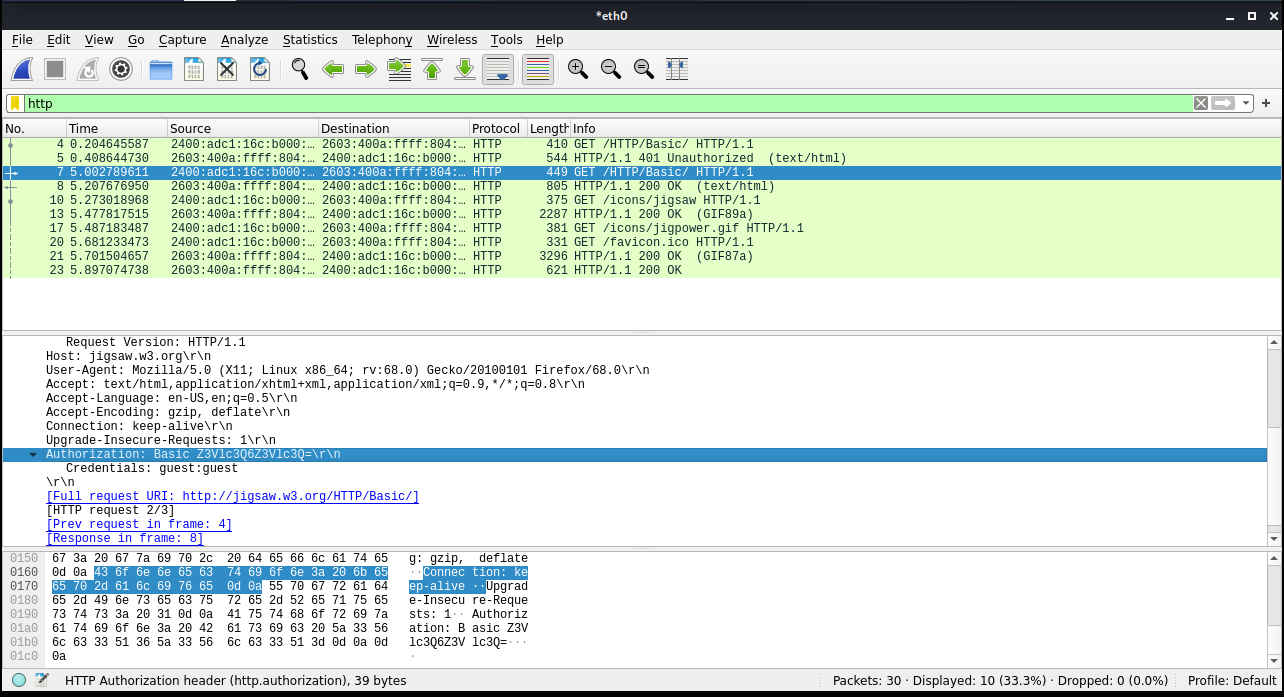 *eth0
File Edit View Go Capture Analyze Statistics Telephony Wireless Tools Help
http
No. Time Source Destination Protocol Length Info
4 0.204645587 2400:adc1:16c:b000:… 2603:400a:ffff:804:… HTTP 410 GET /HTTP/Basic/ HTTP/1.1
5 0.408644730 2603:400a:ffff:804:… 2400:adc1:16c:b000:… HTTP 544 HTTP/1.1 401 Unauthorized (text/html)
7 5.002789611 2400:adc1:16c:b000:… 2603:400a:ffff:804:… HTTP 449 GET /HTTP/Basic/ HTTP/1.1
8 5.207676950 2603:400a:ffff:804:… 2400:adc1:16c:b000:… HTTP 805 HTTP/1.1 200 OK (text/html)
10 5.273018968 2400:adc1:16c:b000:… 2603:400a:ffff:804:… HTTP 375 GET /icons/jigsaw HTTP/1.1
13 5.477817515 2603:400a:ffff:804:… 2400:adc1:16c:b000:… HTTP 2287 HTTP/1.1 200 OK (GIF89a)
17 5.487183487 2400:adc1:16c:b000:… 2603:400a:ffff:804:… HTTP 381 GET /icons/jigpower.gif HTTP/1.1
20 5.681233473 2400:adc1:16c:b000:… 2603:400a:ffff:804:… HTTP 331 GET /favicon.ico HTTP/1.1
21 5.701504657 2603:400a:ffff:804:… 2400:adc1:16c:b000:… HTTP 3296 HTTP/1.1 200 OK (GIF87a)
23 5.897074738 2603:400a:ffff:804:… 2400:adc1:16c:b000:… HTTP 621 HTTP/1.1 200 OK
Request Version: HTTP/1.1
Host: jigsaw.w3.org\r\n
User-Agent: Mozilla/5.0 (X11; Linux x86_64; rv:68.0) Gecko/20100101 Firefox/68.0\r\n
Accept: text/html,application/xhtml+xml,application/xml;q=0.9,*/*;q=0.8\r\n
Accept-Language: en-US,en;q=0.5\r\n
Accept-Encoding: gzip, deflate\r\n
Connection: keep-alive\r\n
Upgrade-Insecure-Requests: 1\r\n
Authorization: Basic Z3Vlc3Q6Z3Vlc3Q=\r\n
Credentials: guest:guest
\r\n
[Full request URI: http://jigsaw.w3.org/HTTP/Basic/]
[HTTP request 2/3]
[Prev request in frame: 4]
[Response in frame: 8]
0150 67 3a 20 67 7a 69 70 2c 20 64 65 66 6c 61 74 65 g: gzip, deflate
0160 0d 0a 43 6f 6e 6e 65 63 74 69 6f 6e 3a 20 6b 65 ··Connec tion: ke
0170 65 70 2d 61 6c 69 76 65 0d 0a 55 70 67 72 61 64 ep-alive ··Upgrad
0180 65 2d 49 6e 73 65 63 75 72 65 2d 52 65 71 75 65 e-Insecu re-Reque
0190 73 74 73 3a 20 31 0d 0a 41 75 74 68 6f 72 69 7a sts: 1·· Authoriz
01a0 61 74 69 6f 6e 3a 20 42 61 73 69 63 20 5a 33 56 ation: B asic Z3V
01b0 6c 63 33 51 36 5a 33 56 6c 63 33 51 3d 0d 0a 0d lc3Q6Z3V lc3Q=···
01c0 0a ·
HTTP Authorization header (http.authorization), 39 bytes Packets: 30 · Displayed: 10 (33.3%) · Dropped: 0 (0.0%) Profile: Default